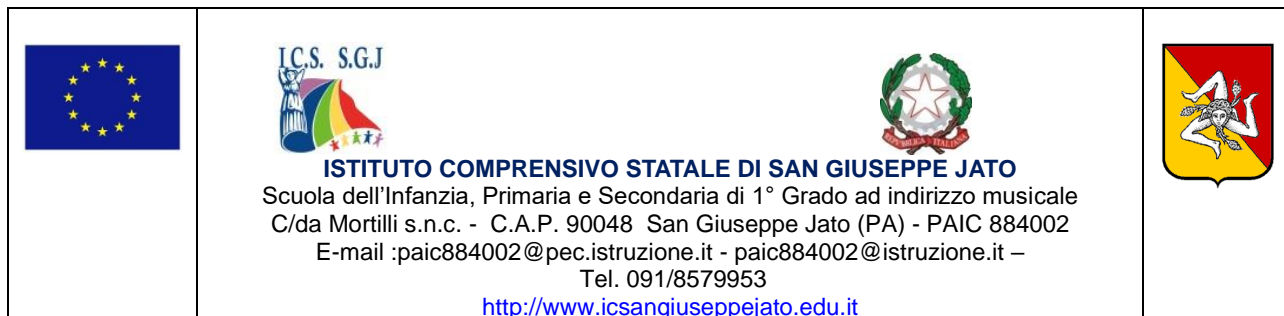 I.C.S. S.G.J
REPUBBLICA ITALIANA
ISTITUTO COMPRENSIVO STATALE DI SAN GIUSEPPE JATO
Scuola dell'Infanzia, Primaria e Secondaria di 1° Grado ad indirizzo musicale
C/da Mortilli s.n.c. - C.A.P. 90048 San Giuseppe Jato (PA) - PAIC 884002
E-mail :paic884002@pec.istruzione.it - paic884002@istruzione.it –
Tel. 091/8579953
http://www.icsangiuseppejato.edu.it